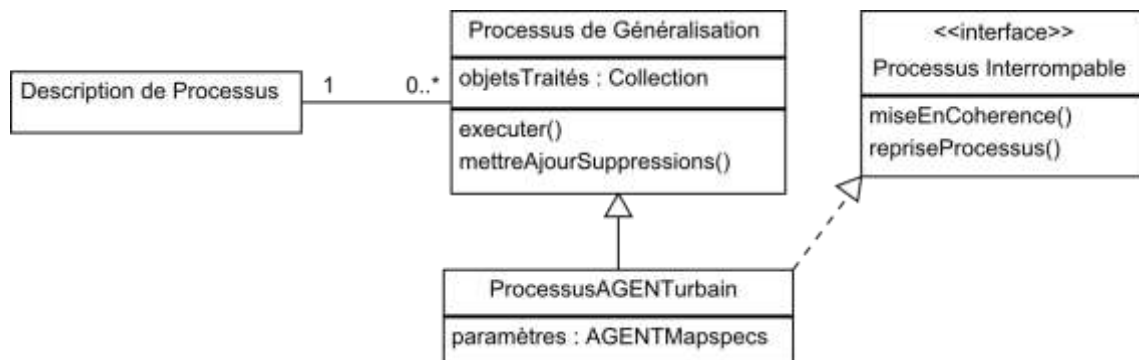 Processus de Généralisation
objetsTraités : Collection
executer()
mettreAjourSuppressions()
<<interface>>
Processus Interrompable
miseEnCoherence()
repriseProcessus()
Description de Processus
1
0..*
ProcessusAGENTurbain
paramètres : AGENTMapspecs